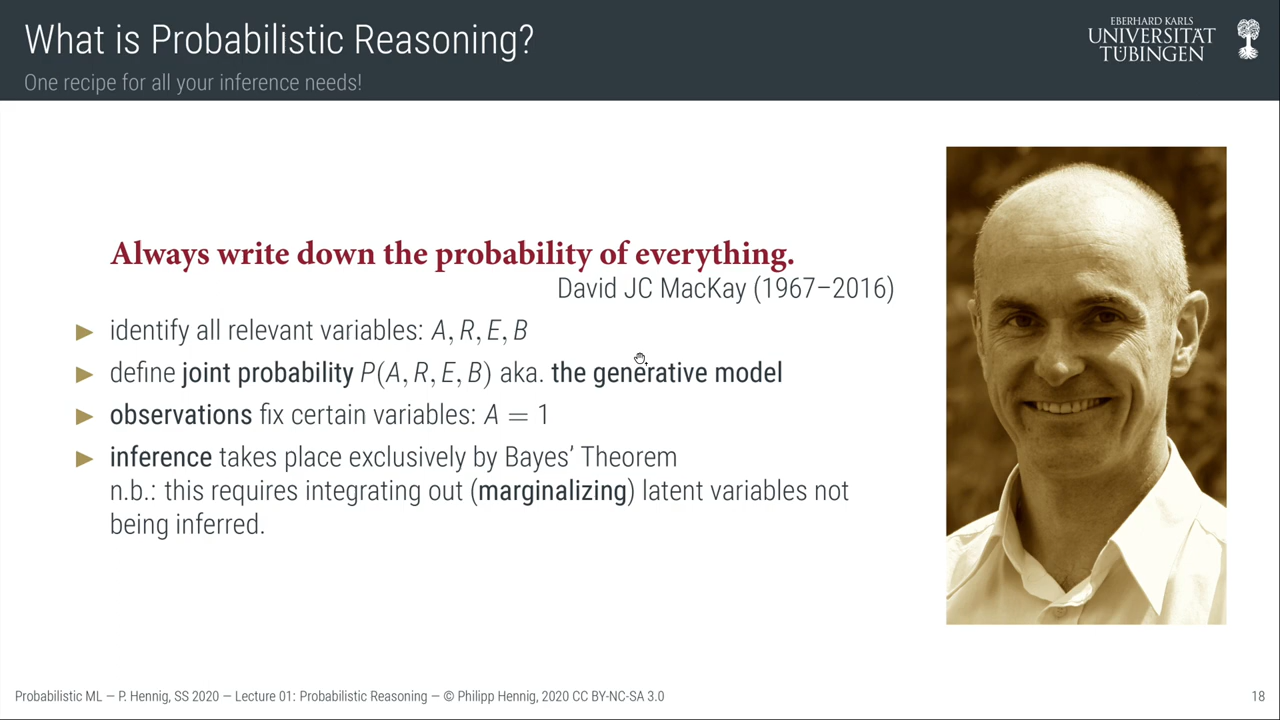 What is Probabilistic Reasoning?
One recipe for all your inference needs!
EBERHARD KARLS
UNIVERSITÄT
TÜBINGEN
Always write down the probability of everything.
David JC MacKay (1967–2016)
► identify all relevant variables: A, R, E, B
► define joint probability P(A, R, E, B) aka. the generative model
► observations fix certain variables: A = 1
► inference takes place exclusively by Bayes’ Theorem
n.b.: this requires integrating out (marginalizing) latent variables not
being inferred.
Probabilistic ML — P. Hennig, SS 2020 — Lecture 01: Probabilistic Reasoning — © Philipp Hennig, 2020 CC BY-NC-SA 3.0
18